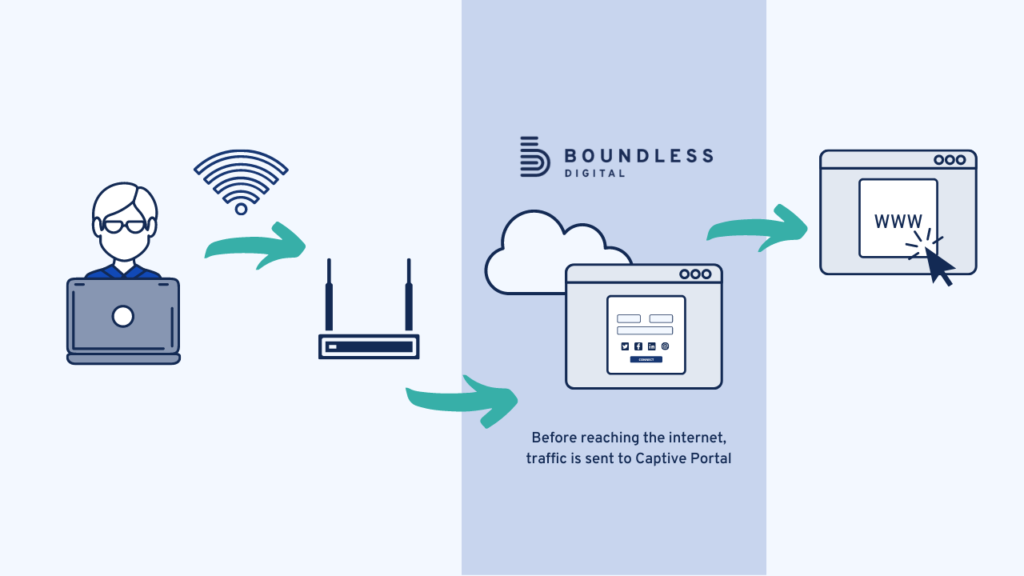 BOUNDLESS
DIGITAL
WWW
CONNECT
Before reaching the internet,
traffic is sent to Captive Portal